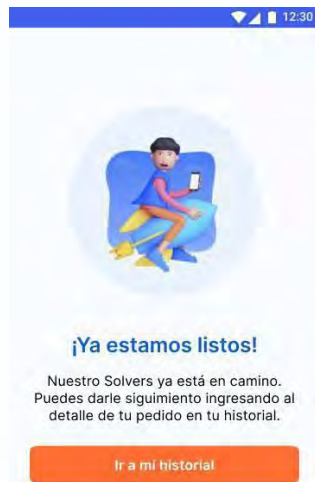 12:30
¡Ya estamos listos!
Nuestro Solvers ya está en camino.
Puedes darle siguimiento ingresando al
detalle de tu pedido en tu historial.
Ir a mi historial